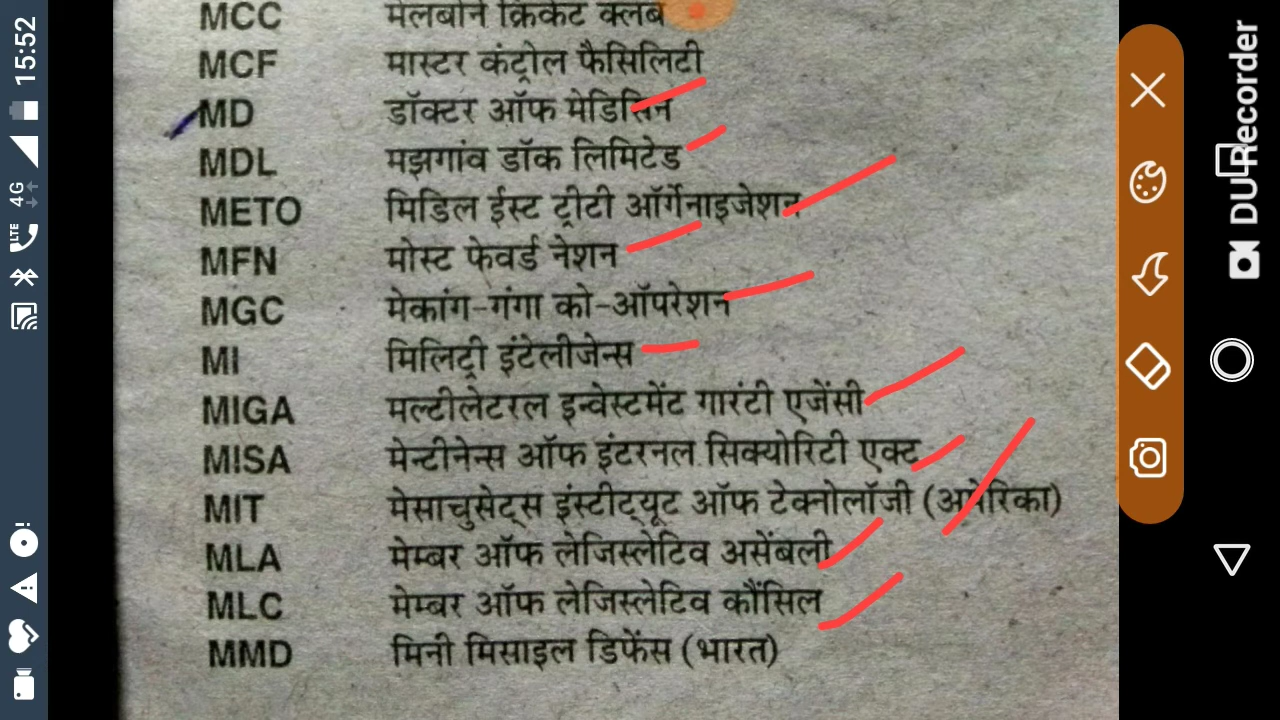 MCC मेलबोर्न क्रिकेट क्लब
MCF मास्टर कंट्रोल फैसिलिटी
MD डॉक्टर ऑफ मेडिसिन
MDL मझगांव डॉक लिमिटेड
METO मिडिल ईस्ट ट्रीटी ऑर्गेनाइजेशन
MFN मोस्ट फेवर्ड नेशन
MGC मेकांग-गंगा को-ऑपरेशन
MI मिलिट्री इंटेलीजेन्स
MIGA मल्टीलेटरल इन्वेस्टमेंट गारंटी एजेंसी
MISA मेन्टीनेन्स ऑफ इंटरनल सिक्योरिटी एक्ट
MIT मेसाचुसेट्स इंस्टीट्यूट ऑफ टेक्नोलॉजी (अमेरिका)
MLA मेम्बर ऑफ लेजिस्लेटिव असेंबली
MLC मेम्बर ऑफ लेजिस्लेटिव कौंसिल
MMD मिनी मिसाइल डिफेंस (भारत)
15:52
4G
LTE
DU Recorder